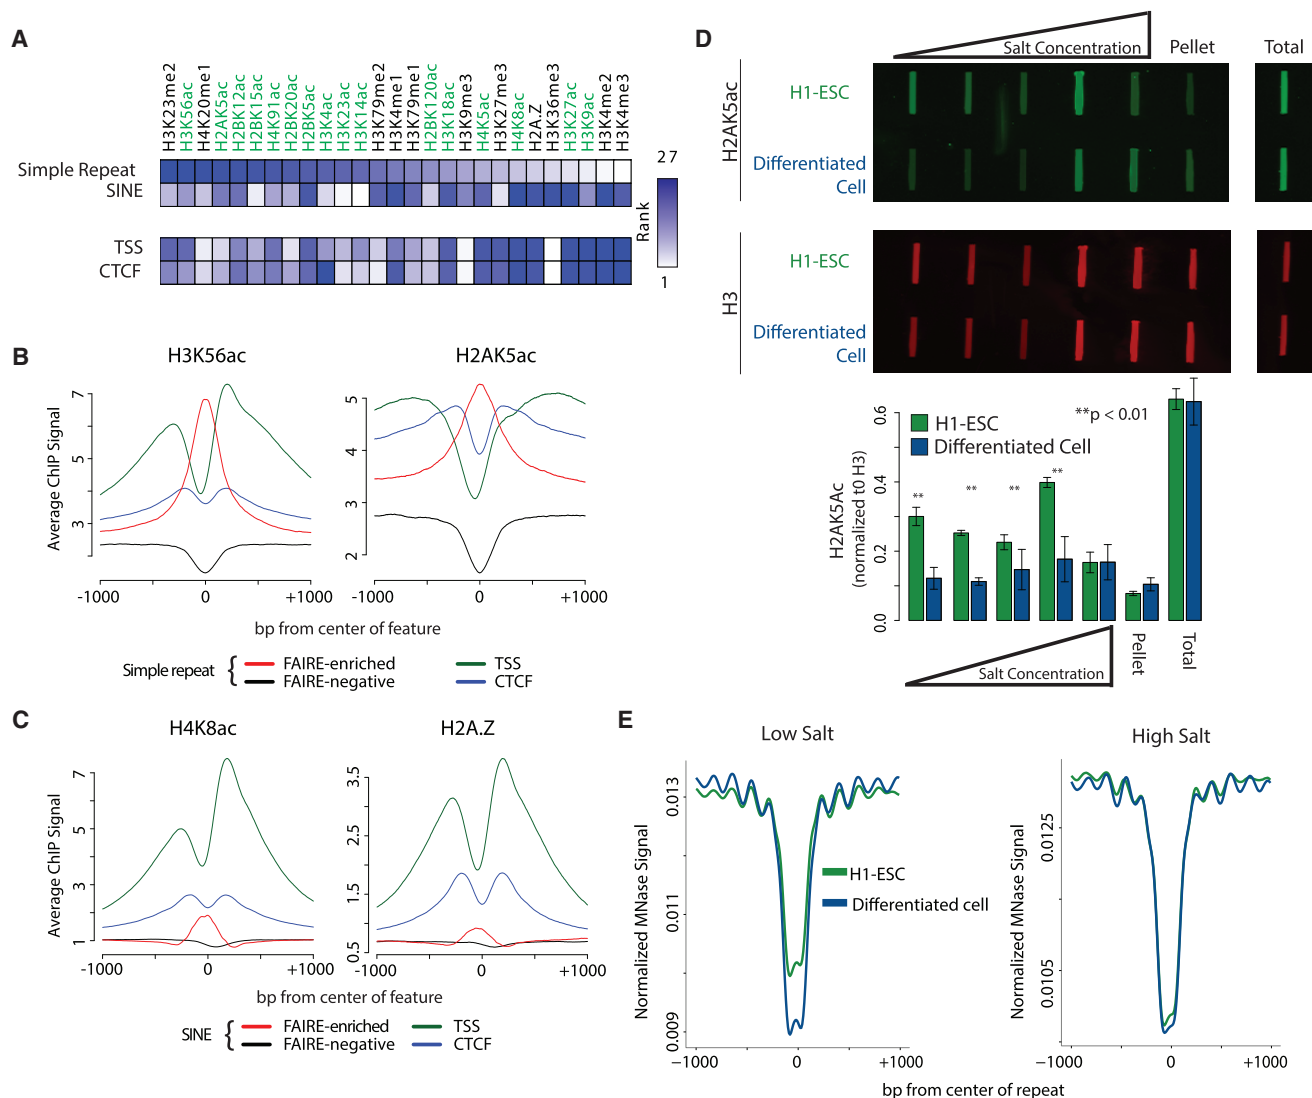 A
H3K23me2
H3K56ac
H4K20me1
H2AK5ac
H2BK12ac
H2BK15ac
H4K91ac
H2BK20ac
H2BK5ac
H3K4ac
H3K23ac
H3K14ac
H3K79me2
H3K4me1
H3K79me1
H2BK120ac
H3K18ac
H3K9me3
H4K5ac
H3K27me3
H4K8ac
H2A.Z
H3K36me3
H3K27ac
H3K9ac
H3K4me2
H3K4me3
Simple Repeat
SINE
TSS
CTCF
27
Rank
1
B
H3K56ac
H2AK5ac
Average ChIP Signal
7
5
3
5
4
3
2
-1000
0
+1000
-1000
0
+1000
bp from center of feature
Simple repeat {
FAIRE-enriched
FAIRE-negative
TSS
CTCF
C
H4K8ac
H2A.Z
Average ChIP Signal
7
5
3
1
3.5
2.5
1.5
0.5
-1000
0
+1000
-1000
0
+1000
bp from center of feature
SINE {
FAIRE-enriched
FAIRE-negative
TSS
CTCF
D
Salt Concentration
Pellet
Total
H2AK5ac
H1-ESC
Differentiated
Cell
H3
H1-ESC
Differentiated
Cell
H2AK5Ac
(normalized t0 H3)
0.6
0.4
0.2
0.0
H1-ESC
Differentiated Cell
**p < 0.01
**
**
**
**
Salt Concentration
Pellet
Total
E
Low Salt
High Salt
Normalized MNase Signal
0.013
0.011
0.009
H1-ESC
Differentiated cell
Normalized MNase Signal
0.0125
0.0105
−1000
0
+1000
−1000
0
+1000
bp from center of repeat